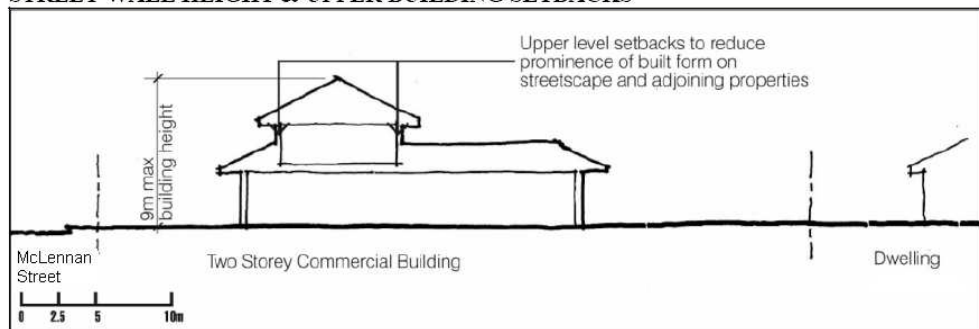 STREET WALL HEIGHT & UPPER BUILDING SETBACKS
Upper level setbacks to reduce
prominence of built form on
streetscape and adjoining properties
9m max
building height
McLennan
Street
Two Storey Commercial Building
Dwelling
0 2.5 5 10m